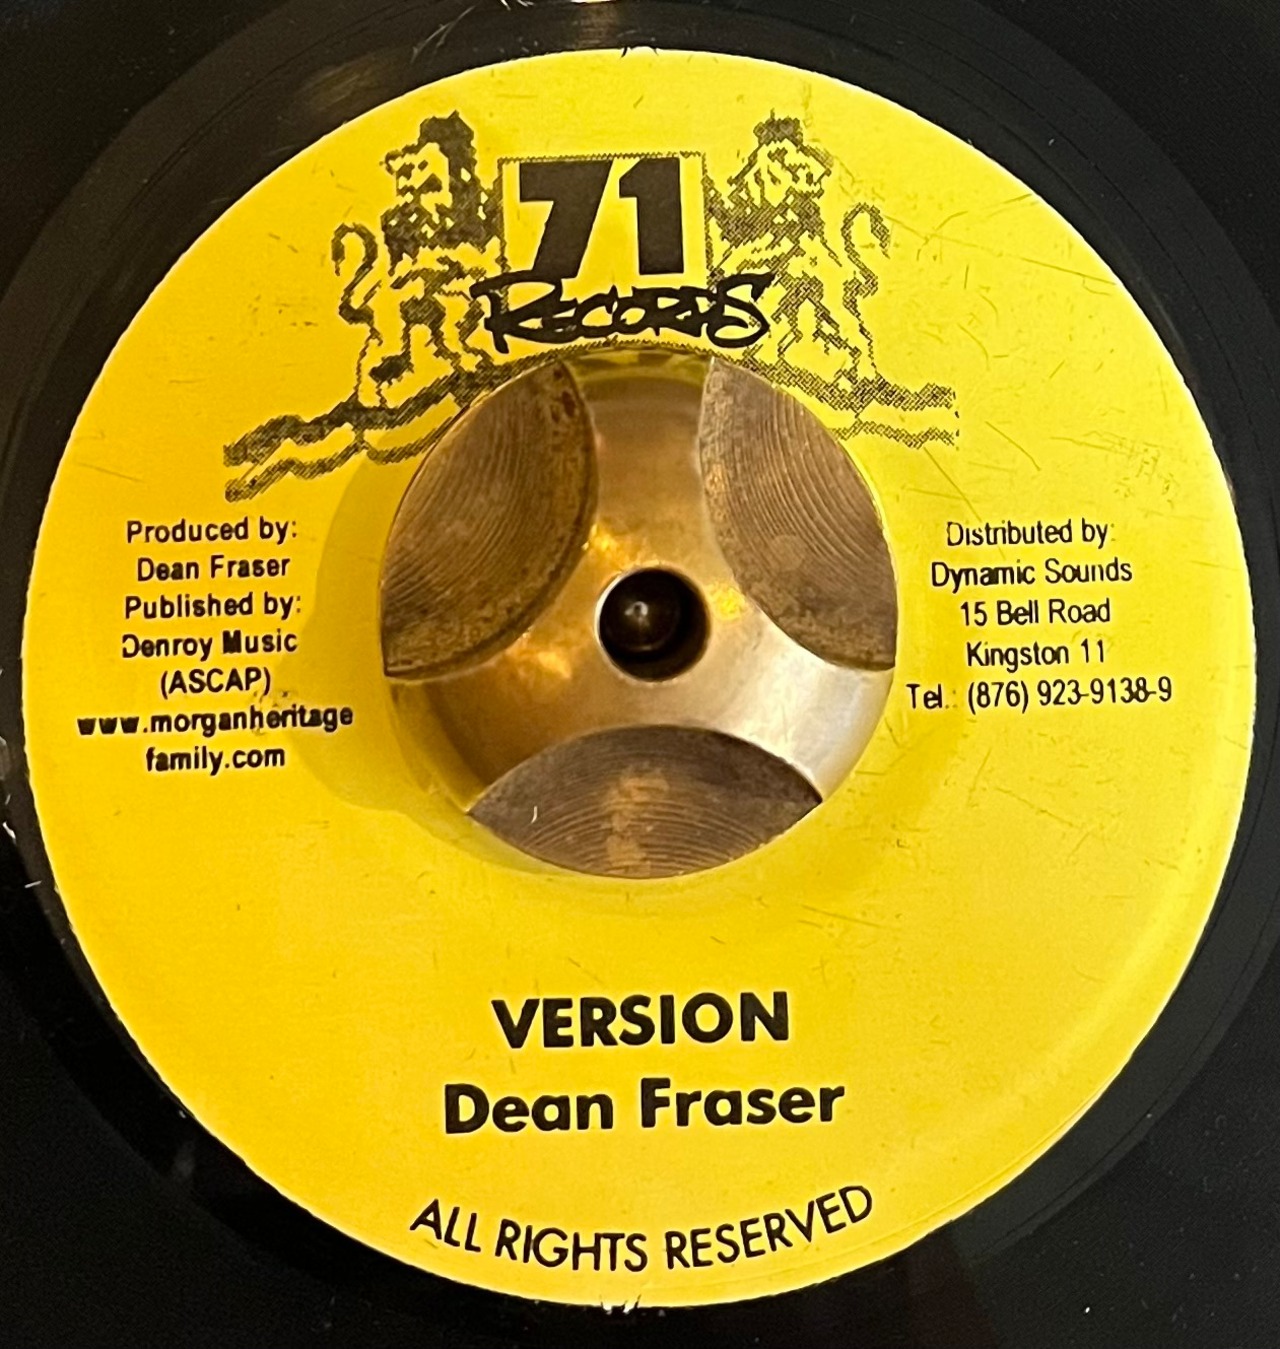 71
RECORDS
Produced by:
Dean Fraser
Published by:
Denroy Music
(ASCAP)
www.morganheritage
family.com
Distributed by:
Dynamic Sounds
15 Bell Road
Kingston 11
Tel.: (876) 923-9138-9
VERSION
Dean Fraser
ALL RIGHTS RESERVED